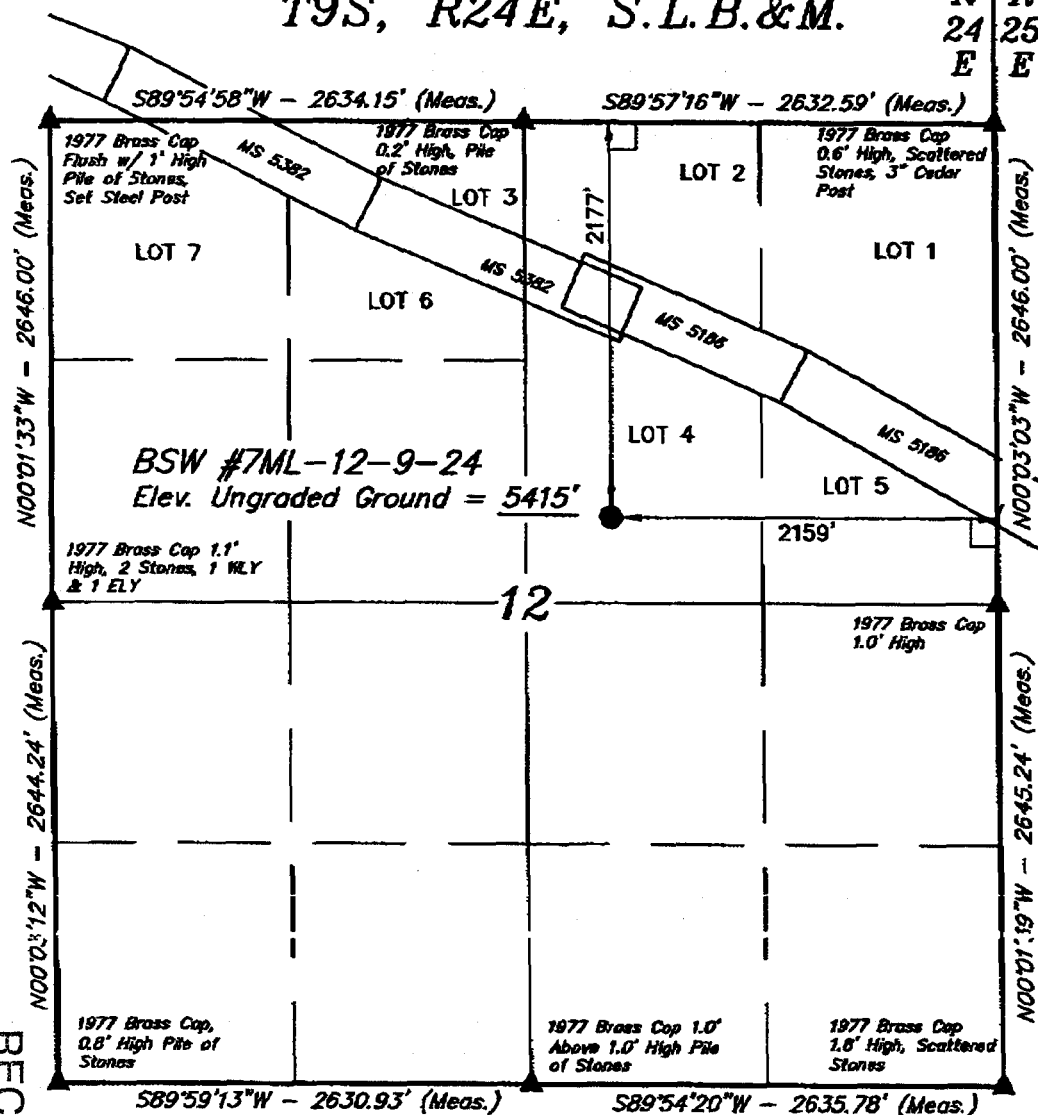 T9S, R24E, S.L.B.&M.
24 25
E E
S89°54'58"W - 2634.15' (Meas.)
S89°57'16"W - 2632.59' (Meas.)
1977 Brass Cap
Flush w/ 1' High
Pile of Stones,
Set Steel Post
MS 5382
1977 Brass Cap
0.2' High, Pile
of Stones
LOT 3
LOT 2
1977 Brass Cap
0.6' High, Scattered
Stones, 3" Cedar
Post
N00°01'33"W - 2646.00' (Meas.)
N00°03'03"W - 2646.00' (Meas.)
2177'
LOT 7
LOT 1
LOT 6
MS 5382
MS 5186
LOT 4
MS 5186
LOT 5
BSW #7ML-12-9-24
Elev. Ungraded Ground = 5415'
2159'
1977 Brass Cap 1.1'
High, 2 Stones, 1 WLY
& 1 ELY
12
1977 Brass Cap
1.0' High
N00°03'12"W - 2644.24' (Meas.)
N00°01'19"W - 2645.24' (Meas.)
1977 Brass Cap,
0.8' High Pile of
Stones
1977 Brass Cap 1.0'
Above 1.0' High Pile
of Stones
1977 Brass Cap
1.8' High, Scattered
Stones
S89°59'13"W - 2630.93' (Meas.)
S89°54'20"W - 2635.78' (Meas.)